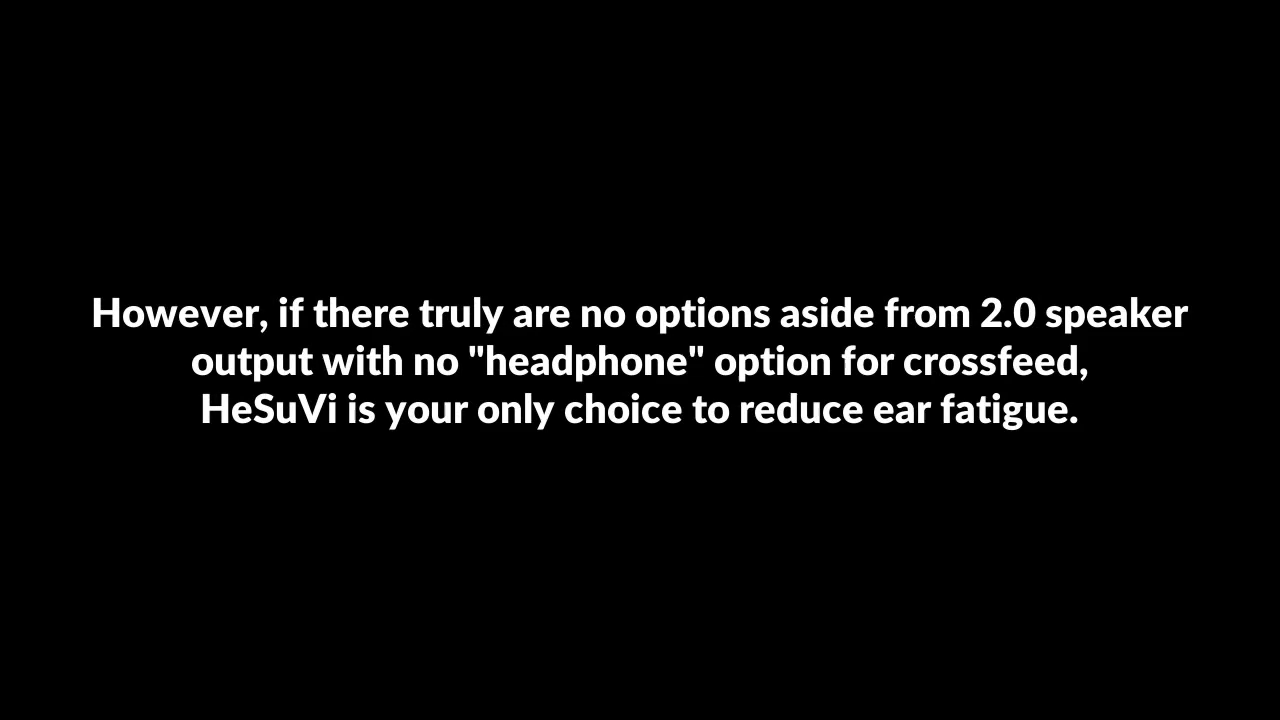 However, if there truly are no options aside from 2.0 speaker
output with no "headphone" option for crossfeed,
HeSuVi is your only choice to reduce ear fatigue.